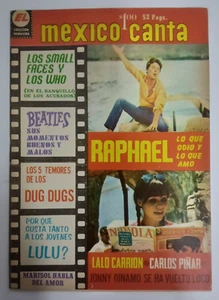 EL
mexico canta
52 Pags.
LOS SMALL
FACES Y
LOS WHO
(EN EL BANQUILLO
DE LOS ACUSADOS)
BEATLES
SUS
MOMENTOS
BUENOS Y
MALOS
RAPHAEL
LO QUE
ODIO Y
LO QUE
AMO
LOS 5 TEMORES
DE LOS
DUG DUGS
POR QUE
GUSTA TANTO
A LOS JOVENES
LULU?
MARISOL HABLA
DEL AMOR
LALO CARRION
CARLOS PIÑAR
JONNY DINAMO SE HA VUELTO LOCO